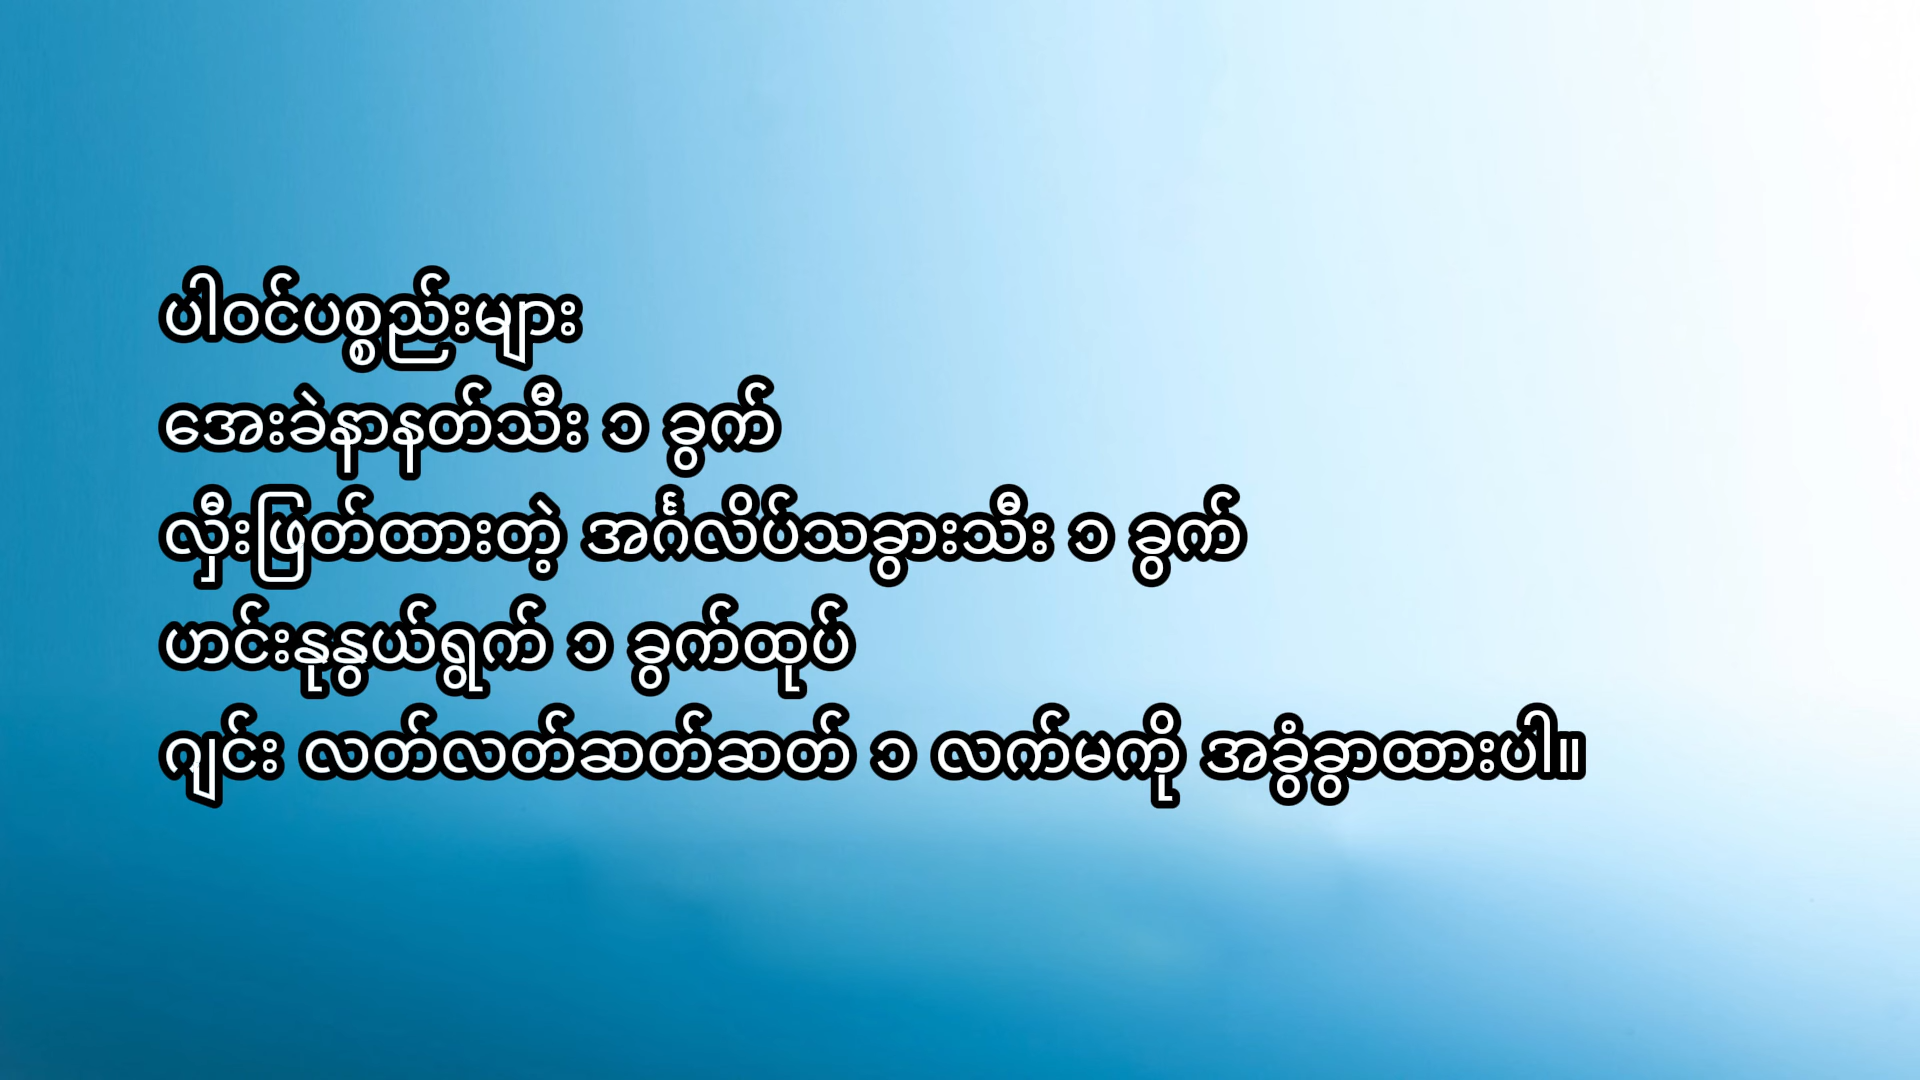 ပါဝင်ပစ္စည်းများ
အေးခဲနာနတ်သီး ၁ ခွက်
လှီးဖြတ်ထားတဲ့ အင်္ဂလိပ်သခွားသီး ၁ ခွက်
ဟင်းနုနွယ်ရွက် ၁ ခွက်ထုပ်
ဂျင်း လတ်လတ်ဆတ်ဆတ် ၁ လက်မကို အခွံခွာထားပါ။